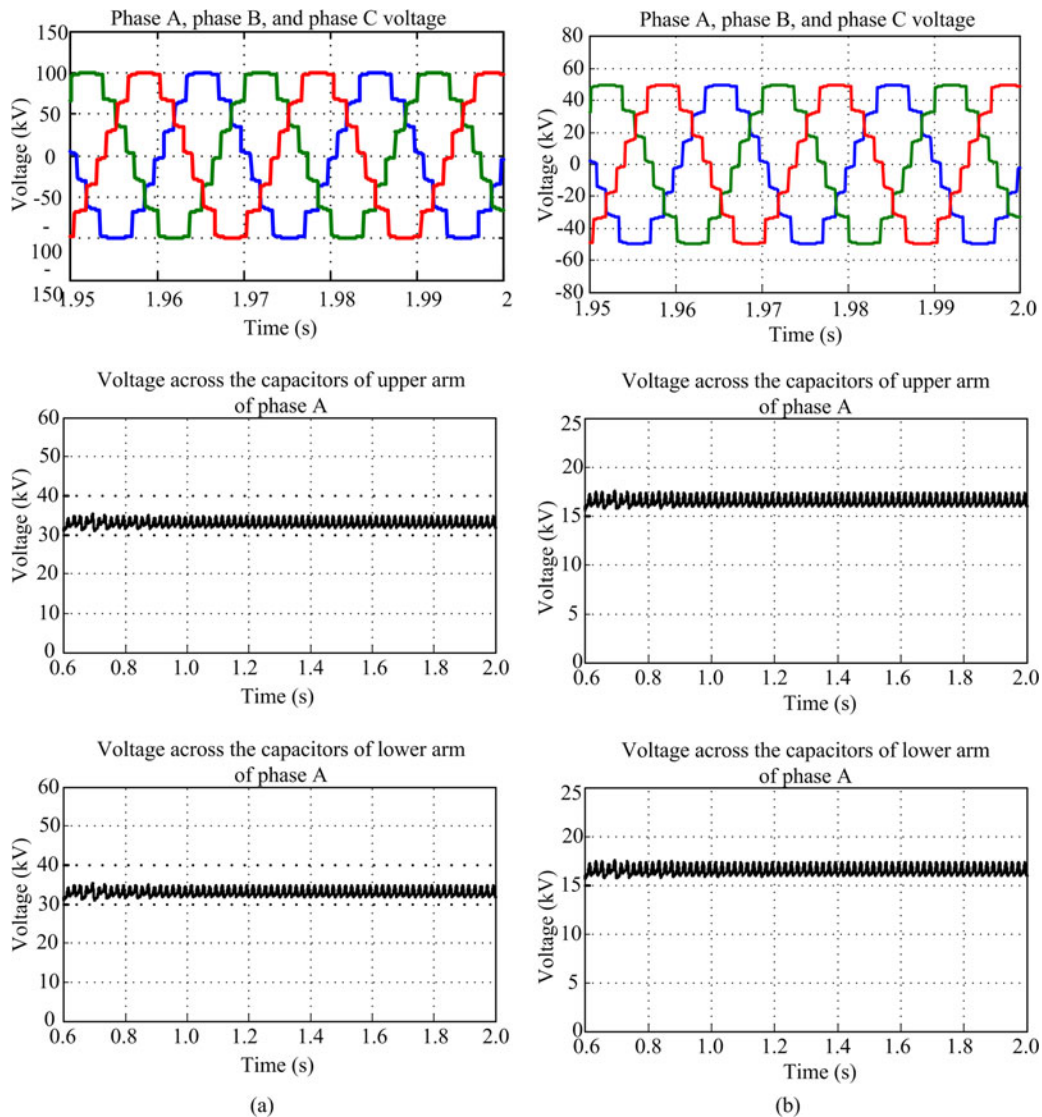 Phase A, phase B, and phase C voltage
150
100
50
0
-50
100
-
150
Voltage (kV)
1.95 1.96 1.97 1.98 1.99 2
Time (s)
Phase A, phase B, and phase C voltage
80
60
40
20
0
-20
-40
-60
-80
Voltage (kV)
1.95 1.96 1.97 1.98 1.99 2.0
Time (s)
Voltage across the capacitors of upper arm
of phase A
60
50
40
30
30
10
0
Voltage (kV)
0.6 0.8 1.0 1.2 1.4 1.6 1.8 2.0
Time (s)
Voltage across the capacitors of upper arm
of phase A
25
20
15
10
5
0
Voltage (kV)
0.6 0.8 1.0 1.2 1.4 1.6 1.8 2.0
Time (s)
Voltage across the capacitors of lower arm
of phase A
60
50
40
30
20
10
0
Voltage (kV)
0.6 0.8 1.0 1.2 1.4 1.6 1.8 2.0
Time (s)
(a)
Voltage across the capacitors of lower arm
of phase A
25
20
15
10
5
0
Voltage (kV)
0.6 0.8 1.0 1.2 1.4 1.6 1.8 2.0
Time (s)
(b)